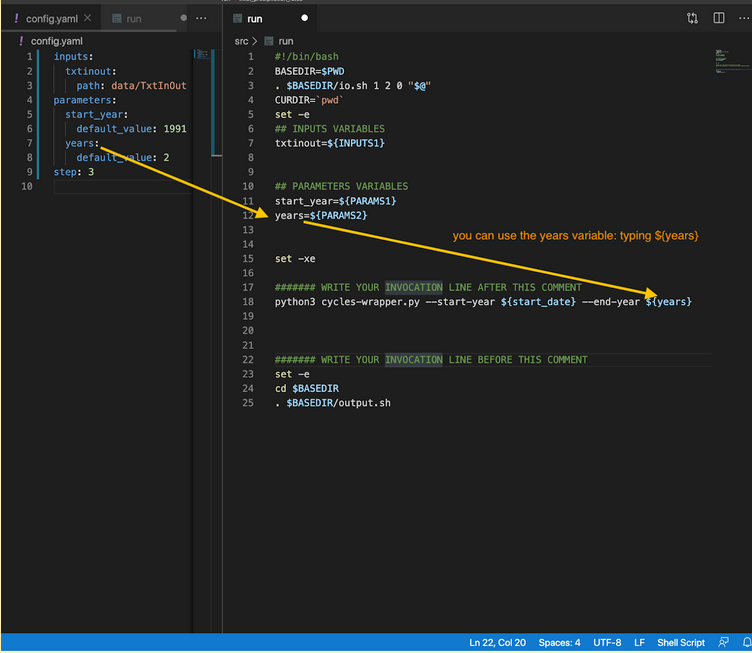 config.yaml
run
run
config.yaml
src > run
1 inputs:
2 txtinout:
3 path: data/TxtInOut
4 parameters:
5 start_year:
6 default_value: 1991
7 years:
8 default_value: 2
9 step: 3
10
1 #!/bin/bash
2 BASEDIR=$PWD
3 . $BASEDIR/io.sh 1 2 0 "$@"
4 CURDIR=`pwd`
5 set -e
6 ## INPUTS VARIABLES
7 txtinout=${INPUTS1}
8
9
10 ## PARAMETERS VARIABLES
11 start_year=${PARAMS1}
12 years=${PARAMS2}
13
14
you can use the years variable: typing ${years}
15 set -xe
16
17 ####### WRITE YOUR INVOCATION LINE AFTER THIS COMMENT
18 python3 cycles-wrapper.py --start-year ${start_date} --end-year ${years}
19
20
21
22 ####### WRITE YOUR INVOCATION LINE BEFORE THIS COMMENT
23 set -e
24 cd $BASEDIR
25 . $BASEDIR/output.sh
Ln 22, Col 20 Spaces: 4 UTF-8 LF Shell Script